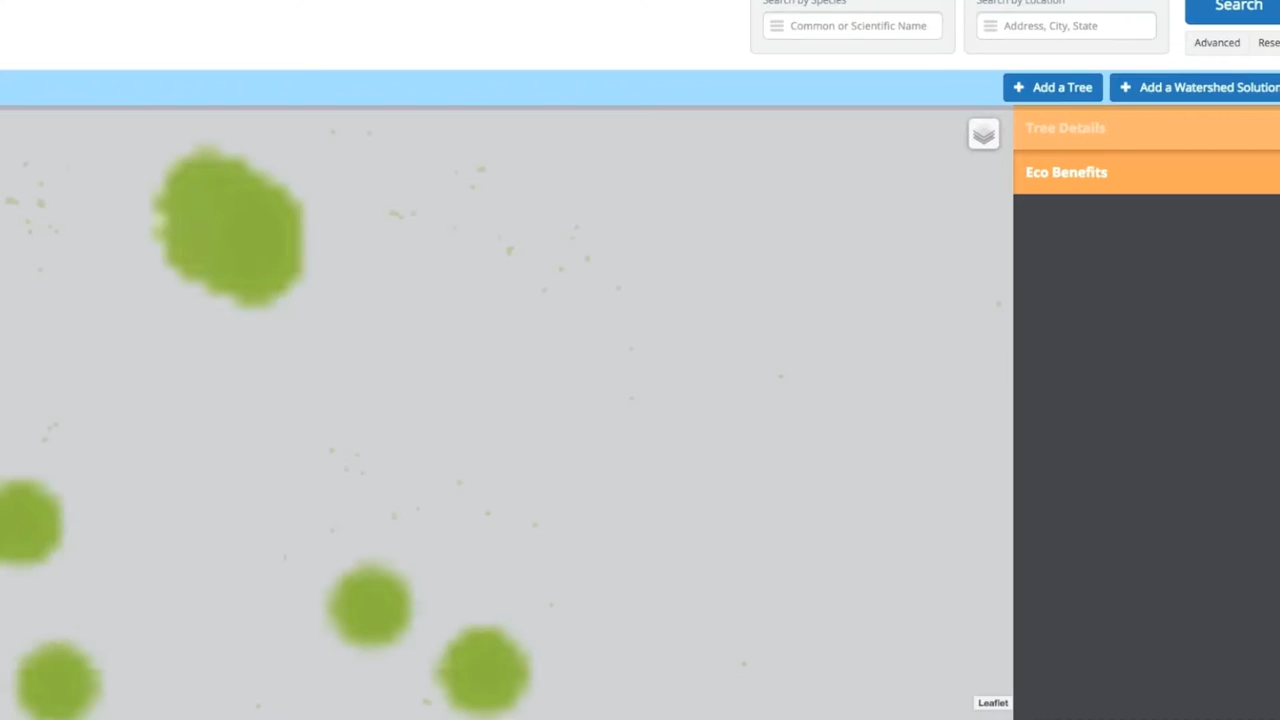 Search by Species
Search by Location
Search
Common or Scientific Name
Address, City, State
Advanced
+ Add a Tree
+ Add a Watershed Solution
Tree Details
Eco Benefits
Leaflet